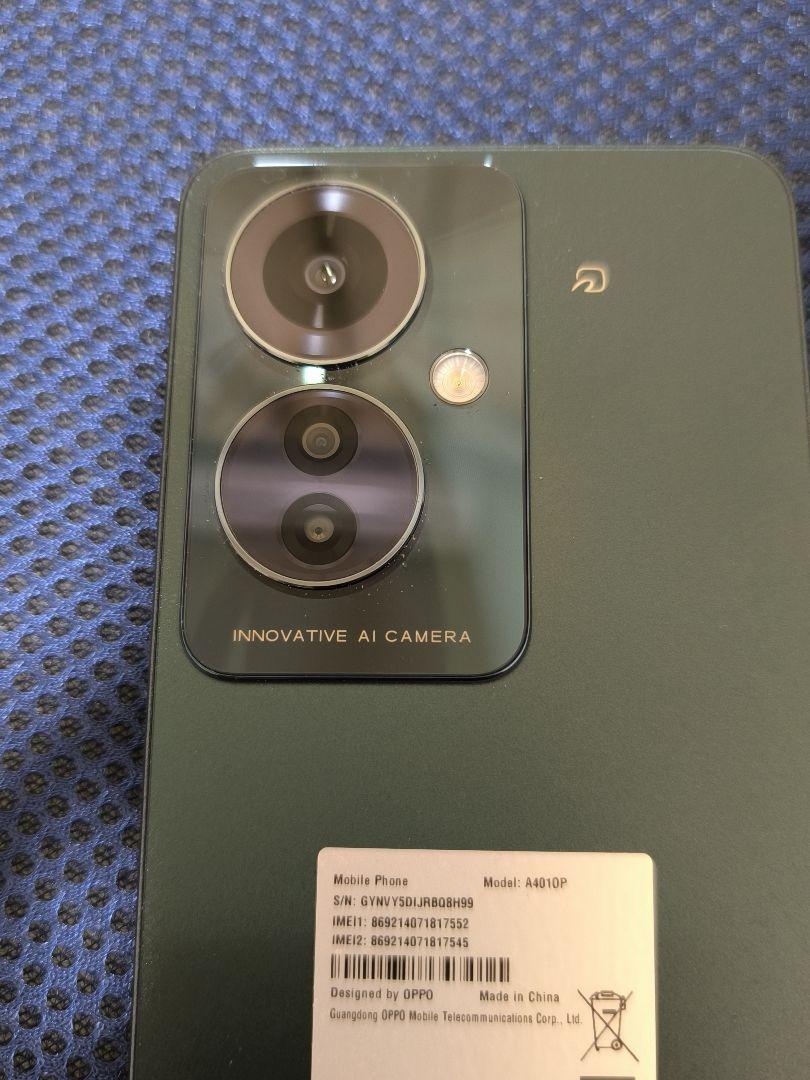 INNOVATIVE AI CAMERA
Mobile Phone Model: A401OP
S/N: GYNVY5DIJRBQ8H99
IMEI1: 869214071817552
IMEI2: 869214071817545
Designed by OPPO Made in China
Guangdong OPPO Mobile Telecommunications Corp., Ltd.